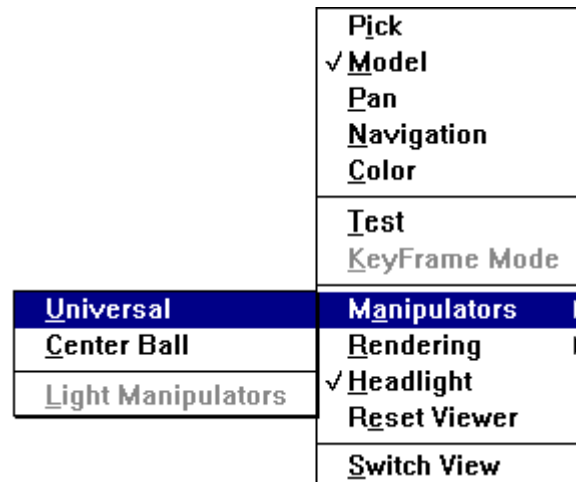 Pick
√ Model
Pan
Navigation
Color
Test
KeyFrame Mode
Manipulators
Rendering
√ Headlight
Reset Viewer
Switch View
Universal
Center Ball
Light Manipulators